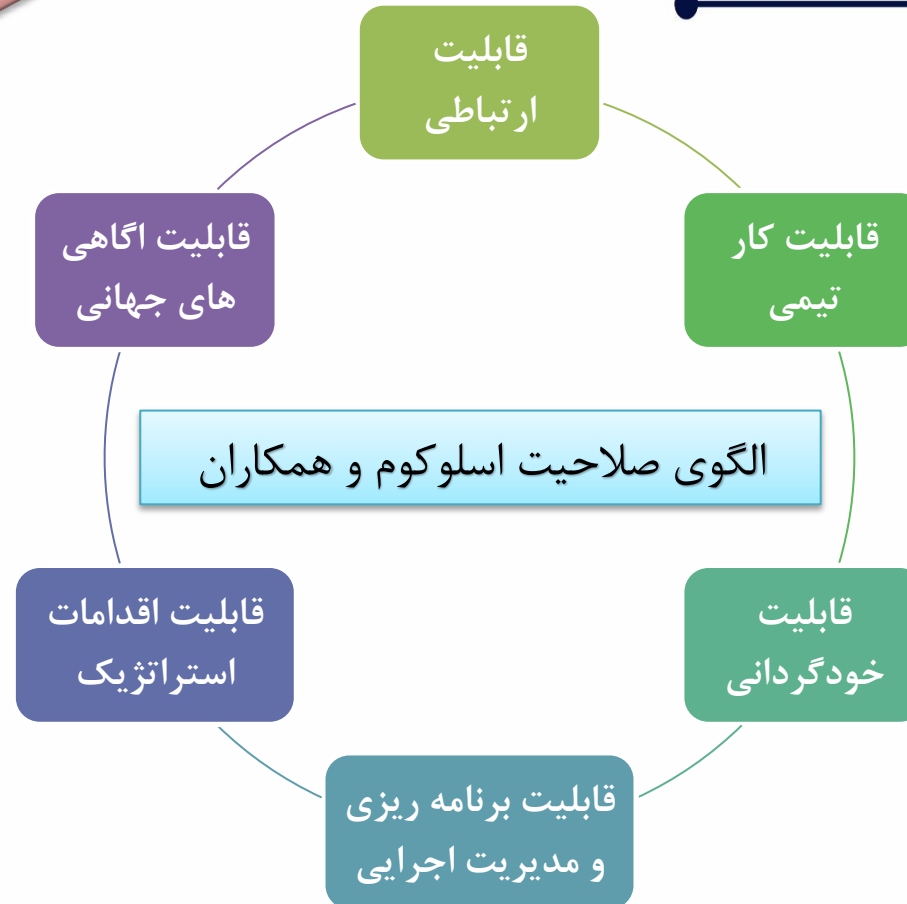 قابلیت
ارتباطی
قابلیت کار
تیمی
قابلیت
خودگردانی
قابلیت برنامه ریزی
و مدیریت اجرایی
قابلیت اقدامات
استراتژیک
قابلیت اگاهی
های جهانی
الگوی صلاحیت اسلوکوم و همکاران